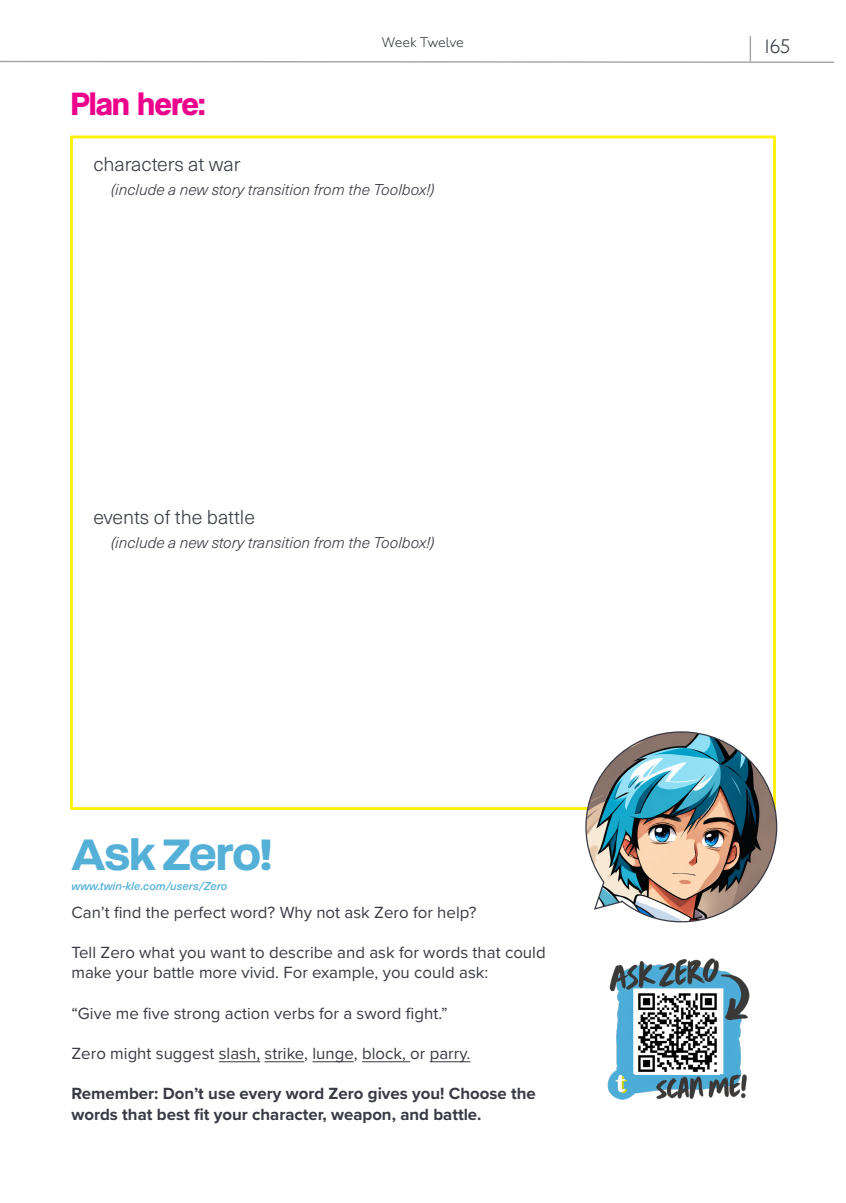 Week Twelve
165
Plan here:
characters at war
(include a new story transition from the Toolbox!)
events of the battle
(include a new story transition from the Toolbox!)
Ask Zero!
www.twin-kle.com/users/Zero
Can’t find the perfect word? Why not ask Zero for help?
Tell Zero what you want to describe and ask for words that could
make your battle more vivid. For example, you could ask:
“Give me five strong action verbs for a sword fight.”
Zero might suggest slash, strike, lunge, block, or parry.
Remember: Don’t use every word Zero gives you! Choose the
words that best fit your character, weapon, and battle.
ASK ZERO
t
SCAN ME!